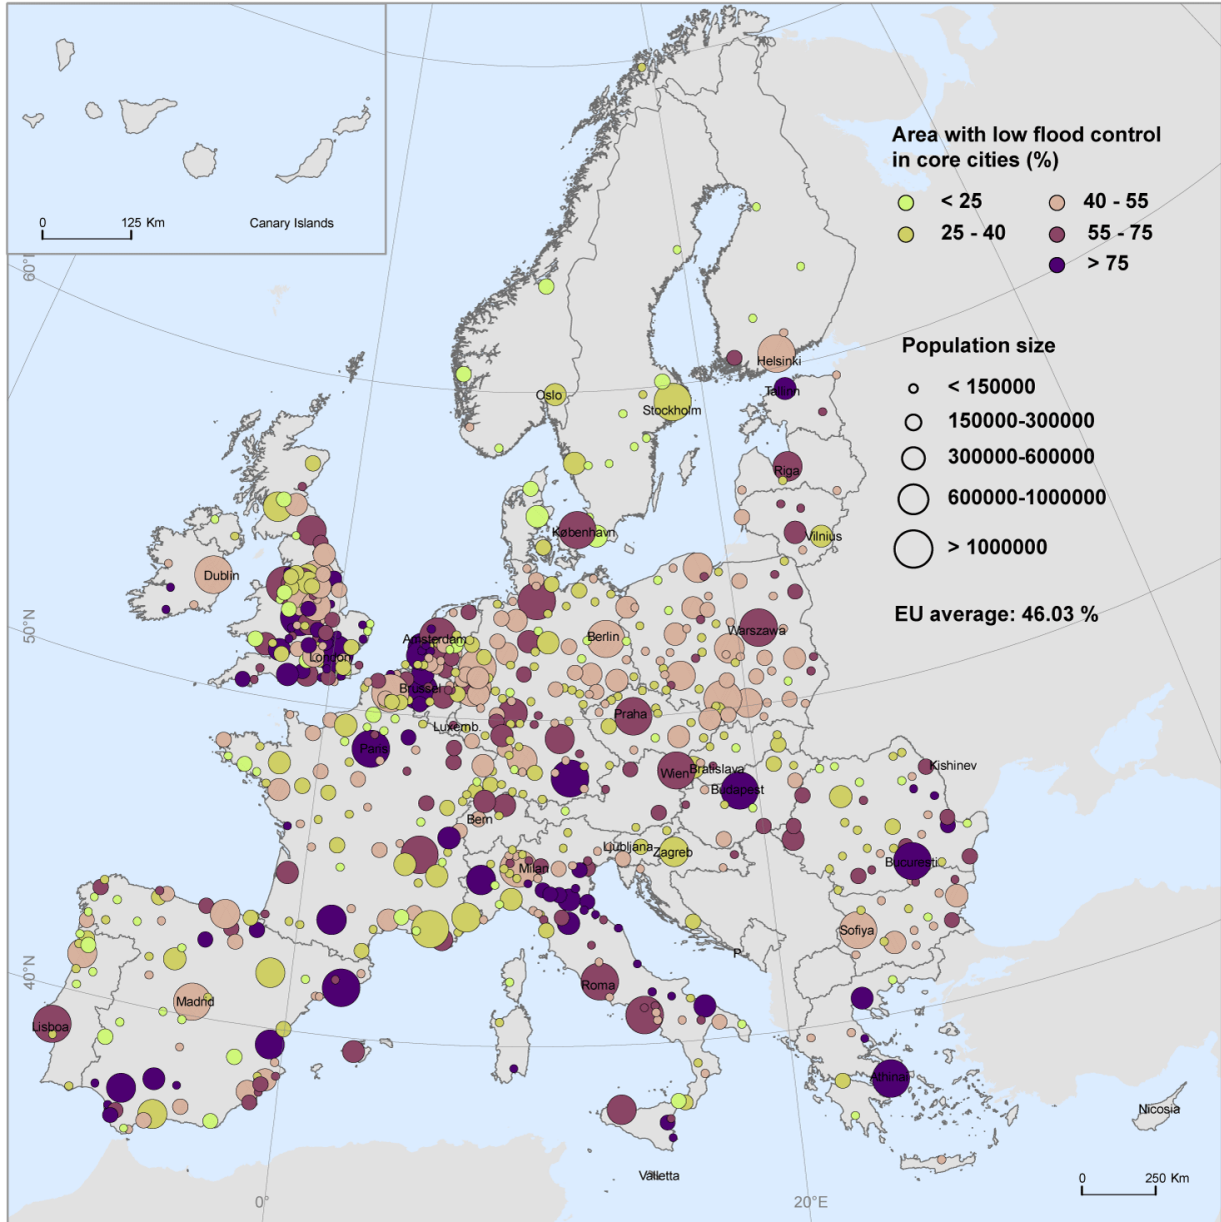 0 125 Km
Canary Islands
Area with low flood control
in core cities (%)
< 25 40 - 55
25 - 40 55 - 75
> 75
60°
Population size
< 150000
150000-300000
300000-600000
600000-1000000
> 1000000
EU average: 46.03 %
Helsinki
Tallinn
Oslo
Stockholm
Riga
København
Vilnius
Dublin
50°N
Amsterdam
Berlin
Warszawa
London
Brussel
Luxemb.
Praha
Paris
Wien
Bratislava
Budapest
Kishinev
Bern
Ljubljana
Zagreb
Milan
Bucuresti
Sofiya
P
40°N
Madrid
Roma
Lisboa
Athinai
Nicosia
Valletta
0 250 Km
0°
20°E